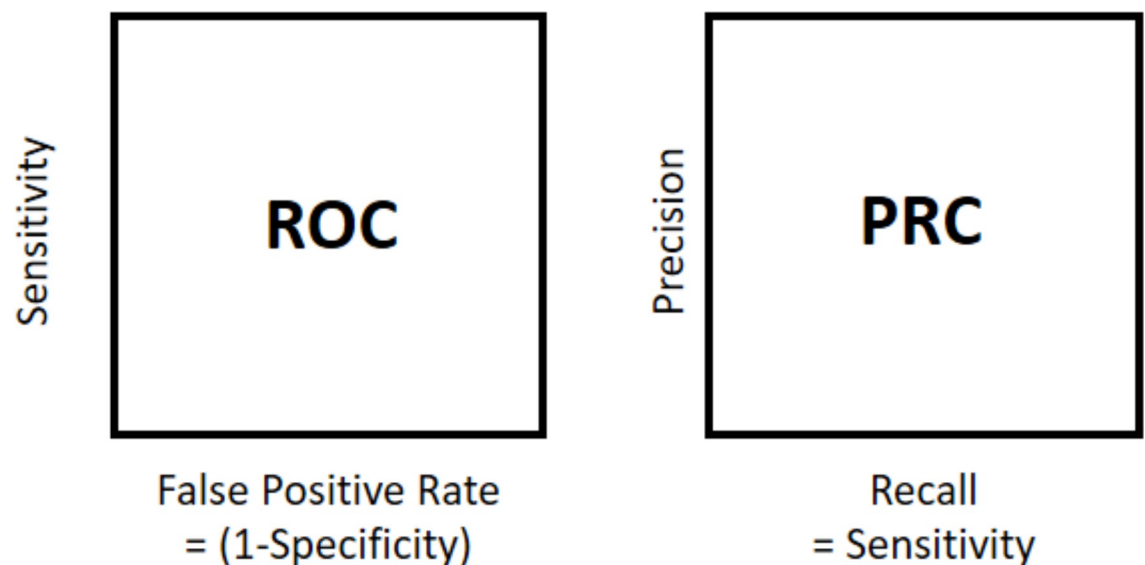 Sensitivity
ROC
False Positive Rate
= (1-Specificity)
Precision
PRC
Recall
= Sensitivity